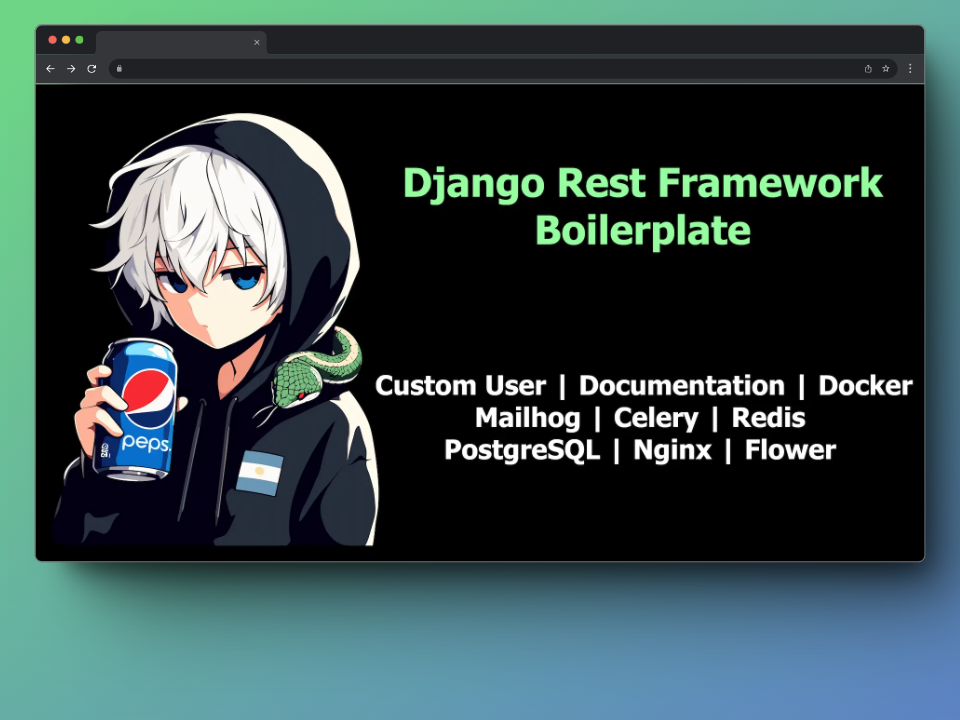 Django Rest Framework
Boilerplate
Custom User | Documentation | Docker
Mailhog | Celery | Redis
PostgreSQL | Nginx | Flower
peps